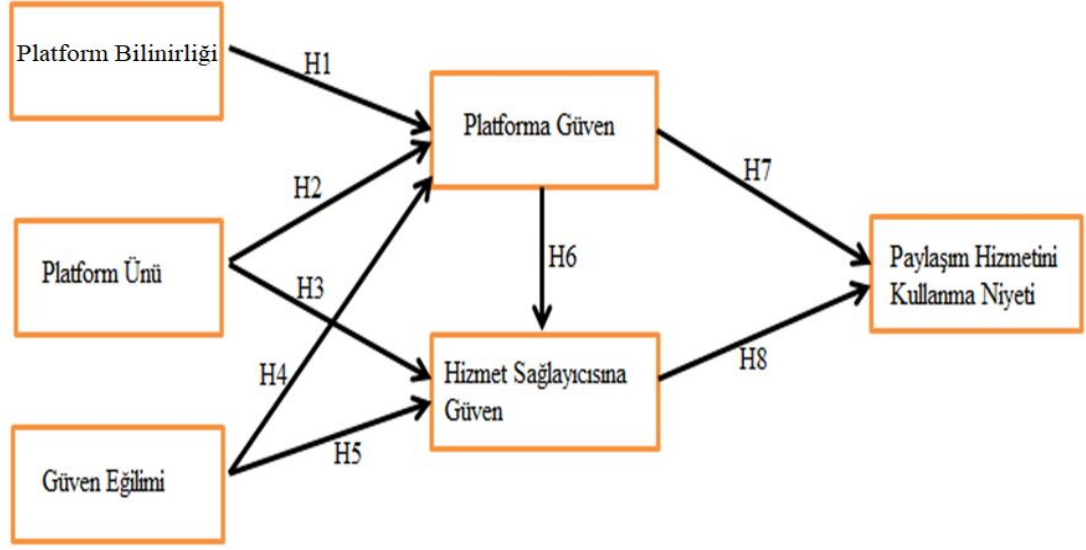 Platform Bilinirliği
H1
Platforma Güven
H7
H2
Platform Ünü
H3
H6
Paylaşım Hizmetini
Kullanma Niyeti
H4
Hizmet Sağlayıcısına
Güven
H8
H5
Güven Eğilimi